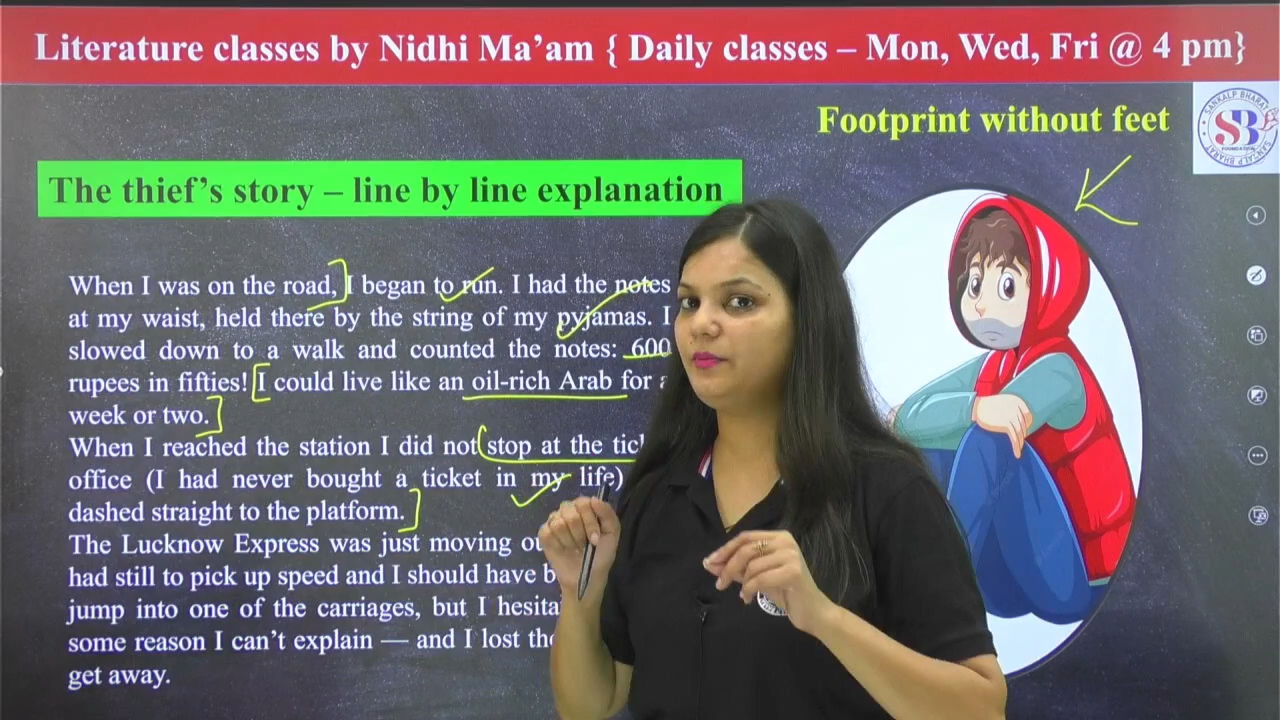 Literature classes by Nidhi Ma’am { Daily classes – Mon, Wed, Fri @ 4 pm}
Footprint without feet
SANKALP BHARAT
SB
FOUNDATION
The thief’s story – line by line explanation
When I was on the road, I began to run. I had the notes
at my waist, held there by the string of my pyjamas. I
slowed down to a walk and counted the notes: 600
rupees in fifties! I could live like an oil-rich Arab for
week or two.
When I reached the station I did not stop at the
office (I had never bought a ticket in my life)
dashed straight to the platform.
The Lucknow Express was just moving
had still to pick up speed and I should have
jump into one of the carriages, but I
some reason I can’t explain — and I lost
get away.